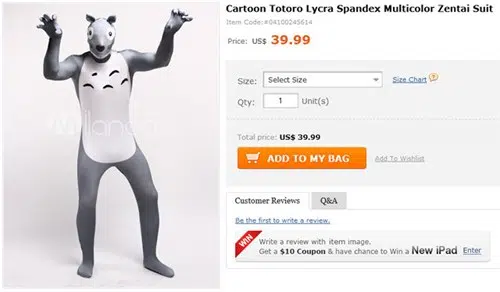 Cartoon Totoro Lycra Spandex Multicolor Zentai Suit
Item Code:#04100245614
Price: US$ 39.99
Size: Select Size Size Chart
Qty: 1 Unit(s)
Total price: US$ 39.99
ADD TO MY BAG Add To Wishlist
Customer Reviews Q&A
Be the first to write a review.
WIN
Write a review with item image.
Get a $10 Coupon & have chance to Win a New iPad Enter